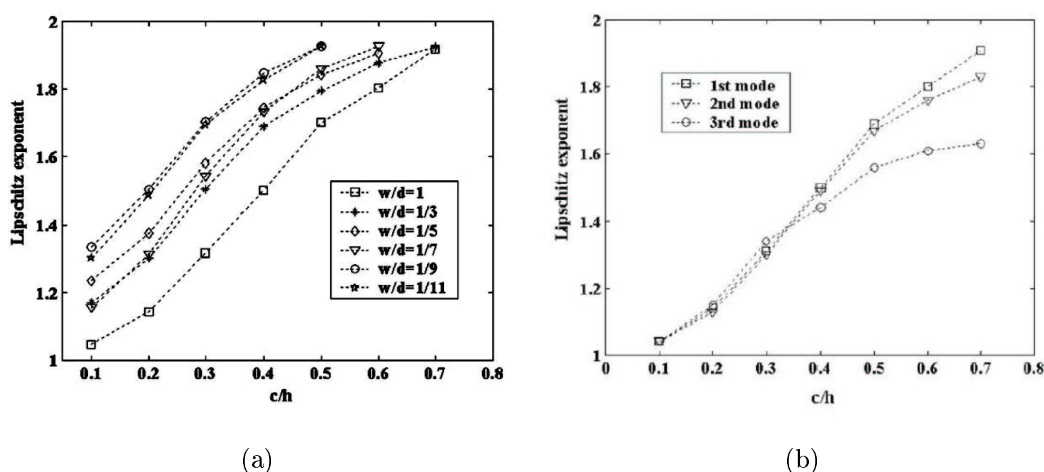 2
1.8
1.6
1.4
1.2
1
Lipschitz exponent
0.1 0.2 0.3 0.4 0.5 0.6 0.7 0.8
c/h
w/d=1
w/d=1/3
w/d=1/5
w/d=1/7
w/d=1/9
w/d=1/11
(a)
2
1.8
1.6
1.4
1.2
1
Lipschitz exponent
0 0.1 0.2 0.3 0.4 0.5 0.6 0.7 0.8
c/h
1st mode
2nd mode
3rd mode
(b)